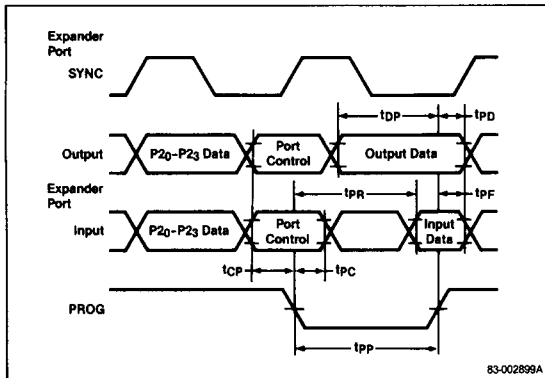 Expander
Port
SYNC
tDP
tPD
Output
P20-P23 Data
Port
Control
Output Data
Expander
Port
tPR
tPF
Input
P20-P23 Data
Port
Control
Input
Data
tCP
tPC
PROG
tPP
83-002899A